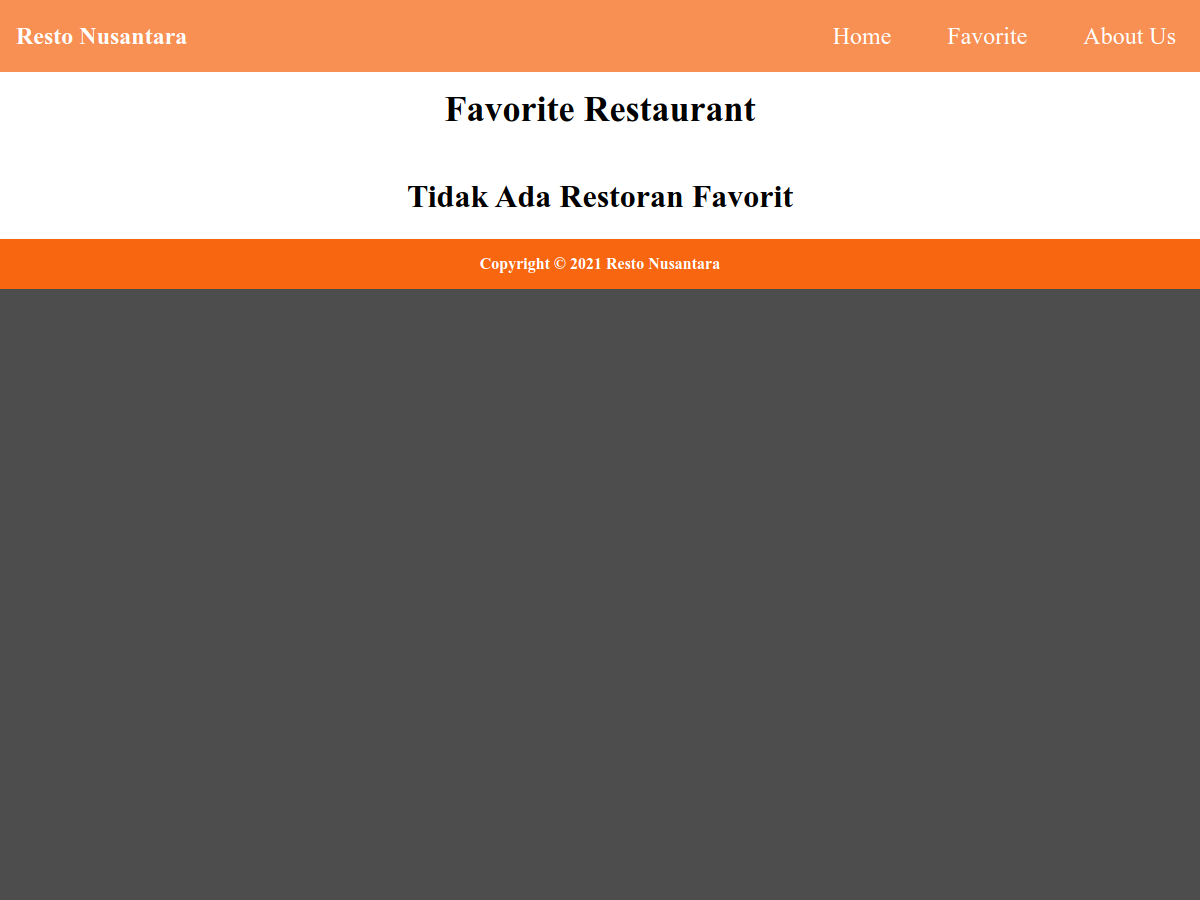 Resto Nusantara
Home Favorite About Us
Favorite Restaurant
Tidak Ada Restoran Favorit
Copyright © 2021 Resto Nusantara